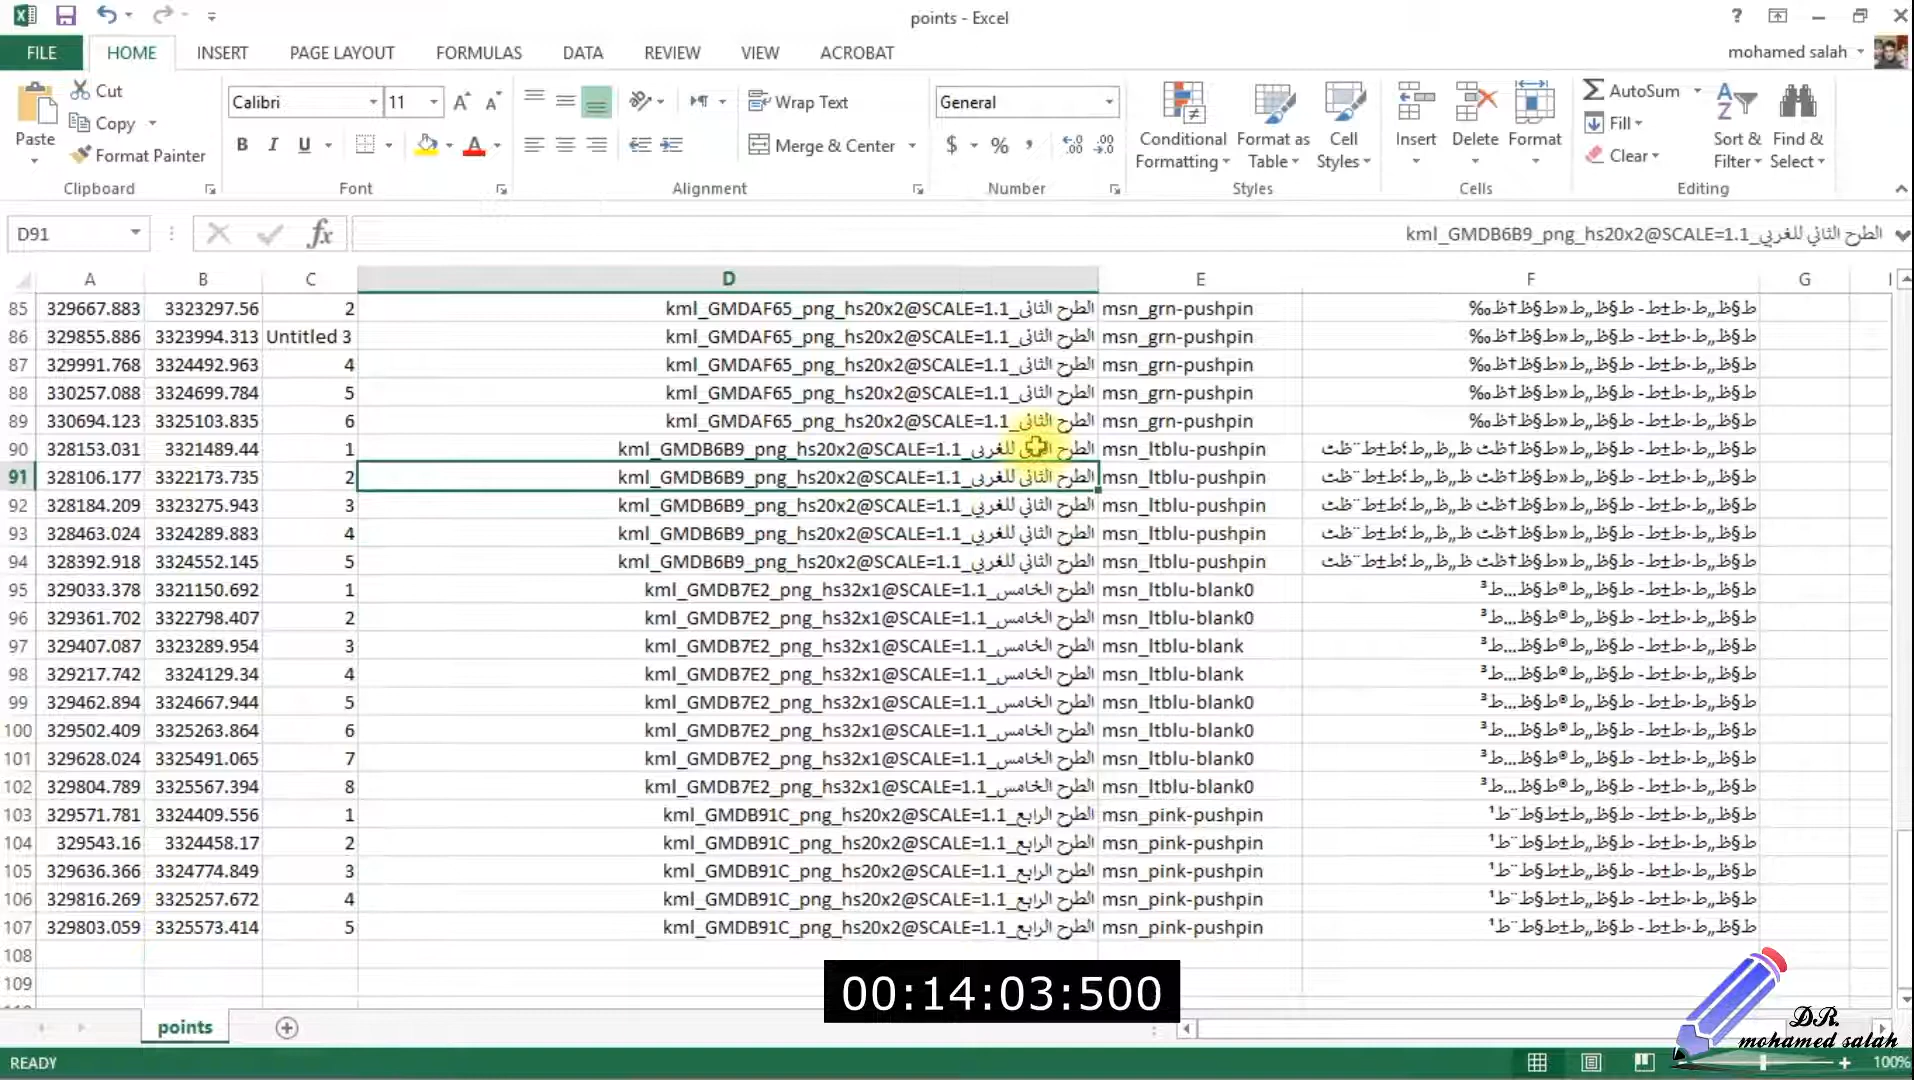 points - Excel
FILE HOME INSERT PAGE LAYOUT FORMULAS DATA REVIEW VIEW ACROBAT mohamed salah
Cut
Copy
Format Painter
Paste
Clipboard
Calibri 11
B I U
Font
Wrap Text
Merge & Center
Alignment
General
$ % ,
Number
Conditional Formatting
Format as Table
Cell Styles
Styles
Insert Delete Format
Cells
AutoSum
Fill
Clear
Sort & Filter
Find & Select
Editing
D91 fx kml_GMDB6B9_png_hs20x2@SCALE=1.1_الطرح الثاني للغربي
A B C D E F G
85 329667.883 3323297.56 2 kml_GMDAF65_png_hs20x2@SCALE=1.1_الطرح الثانى msn_grn-pushpin
86 329855.886 3323994.313 Untitled 3 kml_GMDAF65_png_hs20x2@SCALE=1.1_الطرح الثانى msn_grn-pushpin
87 329991.768 3324492.963 4 kml_GMDAF65_png_hs20x2@SCALE=1.1_الطرح الثانى msn_grn-pushpin
88 330257.088 3324699.784 5 kml_GMDAF65_png_hs20x2@SCALE=1.1_الطرح الثانى msn_grn-pushpin
89 330694.123 3325103.835 6 kml_GMDAF65_png_hs20x2@SCALE=1.1_الطرح الثانى msn_grn-pushpin
90 328153.031 3321489.44 1 kml_GMDB6B9_png_hs20x2@SCALE=1.1_الطرح الثاني للغربي msn_ltblu-pushpin
91 328106.177 3322173.735 2 kml_GMDB6B9_png_hs20x2@SCALE=1.1_الطرح الثاني للغربي msn_ltblu-pushpin
92 328184.209 3323275.943 3 kml_GMDB6B9_png_hs20x2@SCALE=1.1_الطرح الثاني للغربي msn_ltblu-pushpin
93 328463.024 3324289.883 4 kml_GMDB6B9_png_hs20x2@SCALE=1.1_الطرح الثاني للغربي msn_ltblu-pushpin
94 328392.918 3324552.145 5 kml_GMDB6B9_png_hs20x2@SCALE=1.1_الطرح الثاني للغربي msn_ltblu-pushpin
95 329033.378 3321150.692 1 kml_GMDB7E2_png_hs32x1@SCALE=1.1_الطرح الخامس msn_ltblu-blank0
96 329361.702 3322798.407 2 kml_GMDB7E2_png_hs32x1@SCALE=1.1_الطرح الخامس msn_ltblu-blank0
97 329407.087 3323289.954 3 kml_GMDB7E2_png_hs32x1@SCALE=1.1_الطرح الخامس msn_ltblu-blank
98 329217.742 3324129.34 4 kml_GMDB7E2_png_hs32x1@SCALE=1.1_الطرح الخامس msn_ltblu-blank
99 329462.894 3324667.944 5 kml_GMDB7E2_png_hs32x1@SCALE=1.1_الطرح الخامس msn_ltblu-blank0
100 329502.409 3325263.864 6 kml_GMDB7E2_png_hs32x1@SCALE=1.1_الطرح الخامس msn_ltblu-blank0
101 329628.024 3325491.065 7 kml_GMDB7E2_png_hs32x1@SCALE=1.1_الطرح الخامس msn_ltblu-blank0
102 329804.789 3325567.394 8 kml_GMDB7E2_png_hs32x1@SCALE=1.1_الطرح الخامس msn_ltblu-blank0
103 329571.781 3324409.556 1 kml_GMDB91C_png_hs20x2@SCALE=1.1_الطرح الرابع msn_pink-pushpin
104 329543.16 3324458.17 2 kml_GMDB91C_png_hs20x2@SCALE=1.1_الطرح الرابع msn_pink-pushpin
105 329636.366 3324774.849 3 kml_GMDB91C_png_hs20x2@SCALE=1.1_الطرح الرابع msn_pink-pushpin
106 329816.269 3325257.672 4 kml_GMDB91C_png_hs20x2@SCALE=1.1_الطرح الرابع msn_pink-pushpin
107 329803.059 3325573.414 5 kml_GMDB91C_png_hs20x2@SCALE=1.1_الطرح الرابع msn_pink-pushpin
108
109
00:14:03:500
points
DR.
mohamed salah
READY 100%